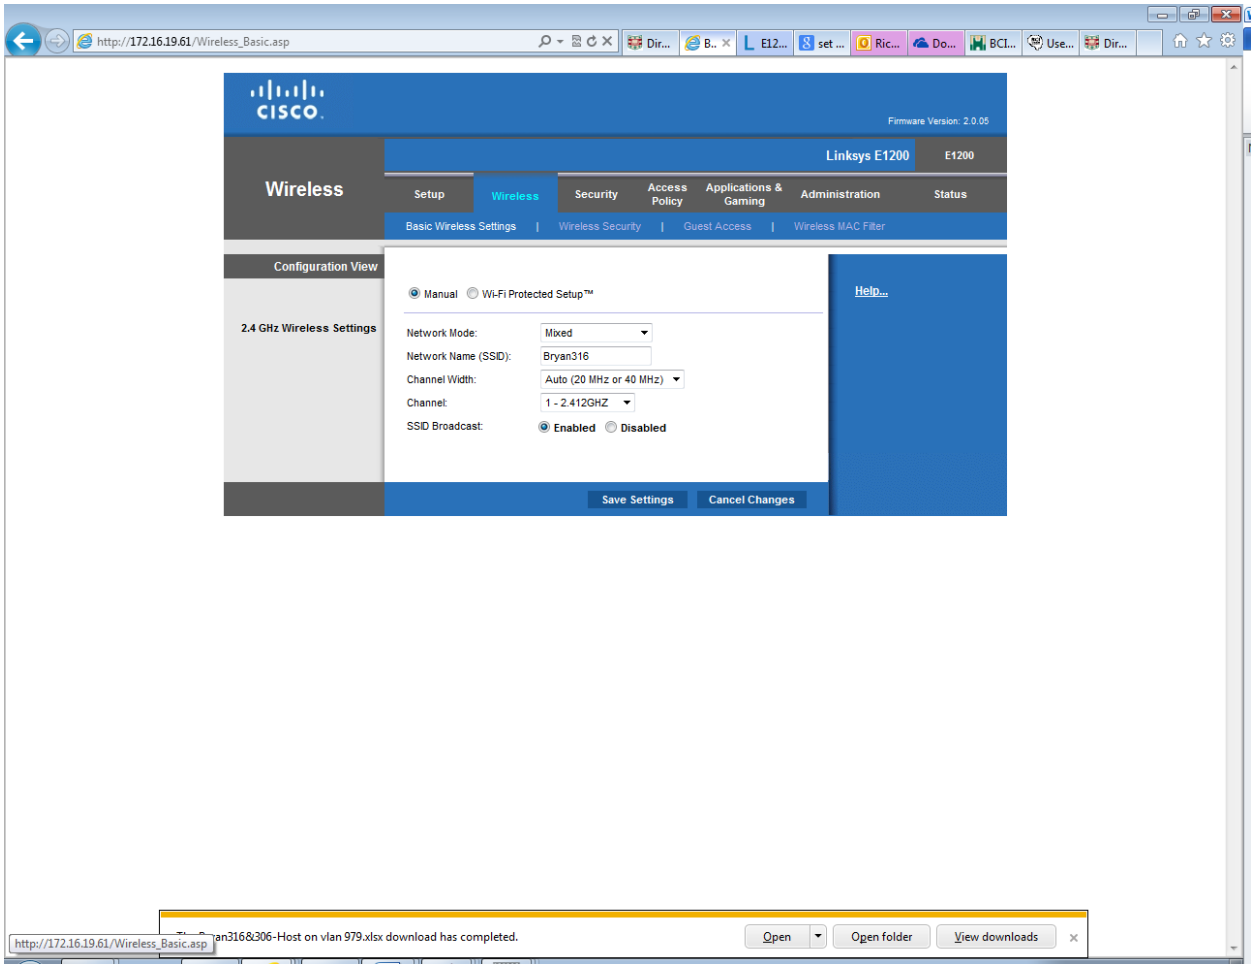 http://172.16.19.61/Wireless_Basic.asp
Dir...
B...
E12...
set ...
Ric...
Do...
BCI...
Use...
Dir...
CISCO.
Firmware Version: 2.0.05
Linksys E1200
E1200
Wireless
Setup
Wireless
Security
Access Policy
Applications & Gaming
Administration
Status
Basic Wireless Settings | Wireless Security | Guest Access | Wireless MAC Filter
Configuration View
Manual Wi-Fi Protected Setup™
Help...
2.4 GHz Wireless Settings
Network Mode: Mixed
Network Name (SSID): Bryan316
Channel Width: Auto (20 MHz or 40 MHz)
Channel: 1 - 2.412GHZ
SSID Broadcast: Enabled Disabled
Save Settings Cancel Changes
an316&306-Host on vlan 979.xlsx download has completed.
Open
Open folder
View downloads
http://172.16.19.61/Wireless_Basic.asp